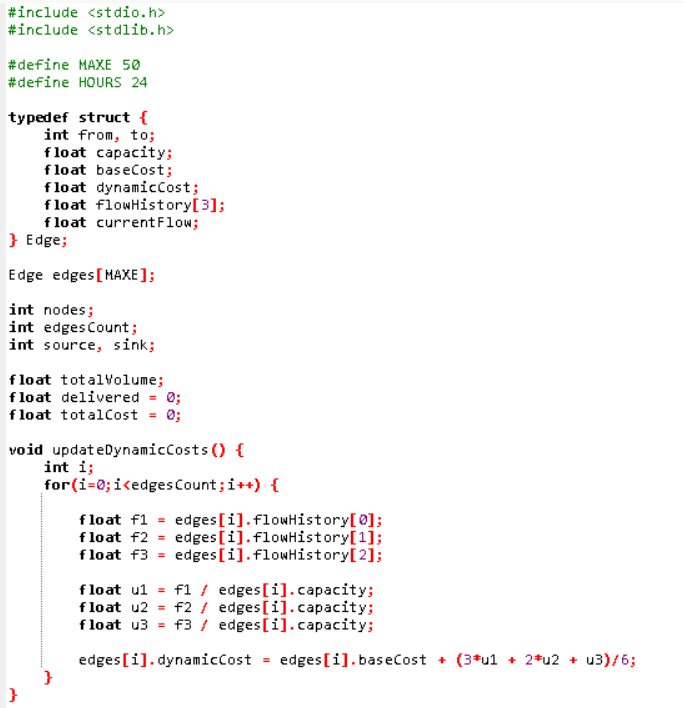 #include <stdio.h>
#include <stdlib.h>

#define MAXE 50
#define HOURS 24

typedef struct {
    int from, to;
    float capacity;
    float baseCost;
    float dynamicCost;
    float flowHistory[3];
    float currentFlow;
} Edge;

Edge edges[MAXE];

int nodes;
int edgesCount;
int source, sink;

float totalVolume;
float delivered = 0;
float totalCost = 0;

void updateDynamicCosts() {
    int i;
    for(i=0;i<edgesCount;i++) {

        float f1 = edges[i].flowHistory[0];
        float f2 = edges[i].flowHistory[1];
        float f3 = edges[i].flowHistory[2];

        float u1 = f1 / edges[i].capacity;
        float u2 = f2 / edges[i].capacity;
        float u3 = f3 / edges[i].capacity;

        edges[i].dynamicCost = edges[i].baseCost + (3*u1 + 2*u2 + u3)/6;
    }
}